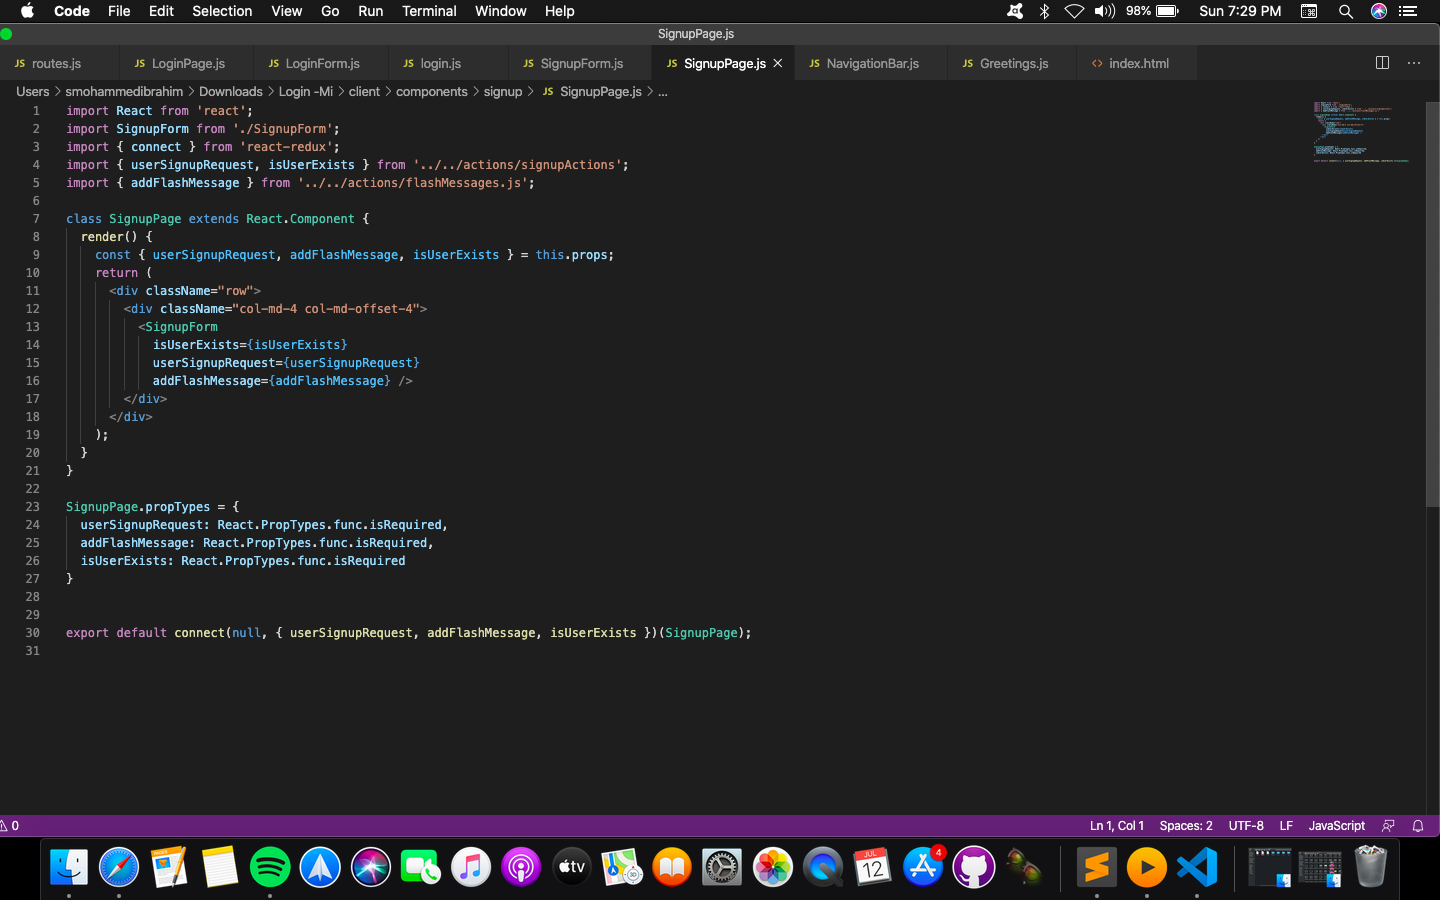 Code File Edit Selection View Go Run Terminal Window Help 98% Sun 7:29 PM
SignupPage.js
JS routes.js JS LoginPage.js JS LoginForm.js JS login.js JS SignupForm.js JS SignupPage.js JS NavigationBar.js JS Greetings.js <> index.html
Users > smohammedibrahim > Downloads > Login -Mi > client > components > signup > JS SignupPage.js > ...
1 import React from 'react';
2 import SignupForm from './SignupForm';
3 import { connect } from 'react-redux';
4 import { userSignupRequest, isUserExists } from '../../actions/signupActions';
5 import { addFlashMessage } from '../../actions/flashMessages.js';
6
7 class SignupPage extends React.Component {
8 render() {
9 const { userSignupRequest, addFlashMessage, isUserExists } = this.props;
10 return (
11 <div className="row">
12 <div className="col-md-4 col-md-offset-4">
13 <SignupForm
14 isUserExists={isUserExists}
15 userSignupRequest={userSignupRequest}
16 addFlashMessage={addFlashMessage} />
17 </div>
18 </div>
19 );
20 }
21 }
22
23 SignupPage.propTypes = {
24 userSignupRequest: React.PropTypes.func.isRequired,
25 addFlashMessage: React.PropTypes.func.isRequired,
26 isUserExists: React.PropTypes.func.isRequired
27 }
28
29
30 export default connect(null, { userSignupRequest, addFlashMessage, isUserExists })(SignupPage);
31
0 Ln 1, Col 1 Spaces: 2 UTF-8 LF JavaScript
tv JUL 12 4